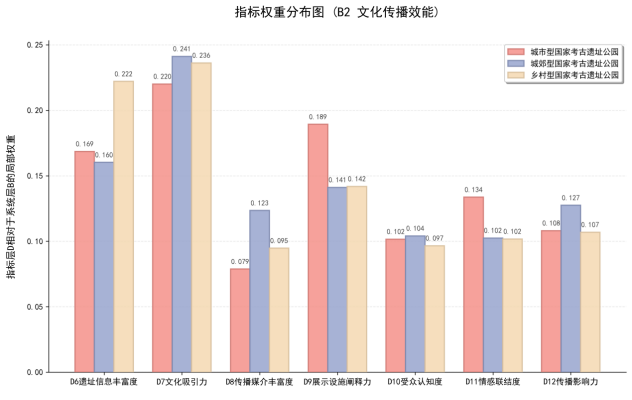 指标权重分布图 (B2 文化传播效能)
城市型国家考古遗址公园
城郊型国家考古遗址公园
乡村型国家考古遗址公园
指标层D相对于系统层B的局部权重
0.25
0.20
0.15
0.10
0.05
0.00
0.169
0.160
0.222
0.220
0.241
0.236
0.079
0.123
0.095
0.189
0.141
0.142
0.102
0.104
0.097
0.134
0.102
0.102
0.108
0.127
0.107
D6遗址信息丰富度
D7文化吸引力
D8传播媒介丰富度
D9展示设施阐释力
D10受众认知度
D11情感联结度
D12传播影响力